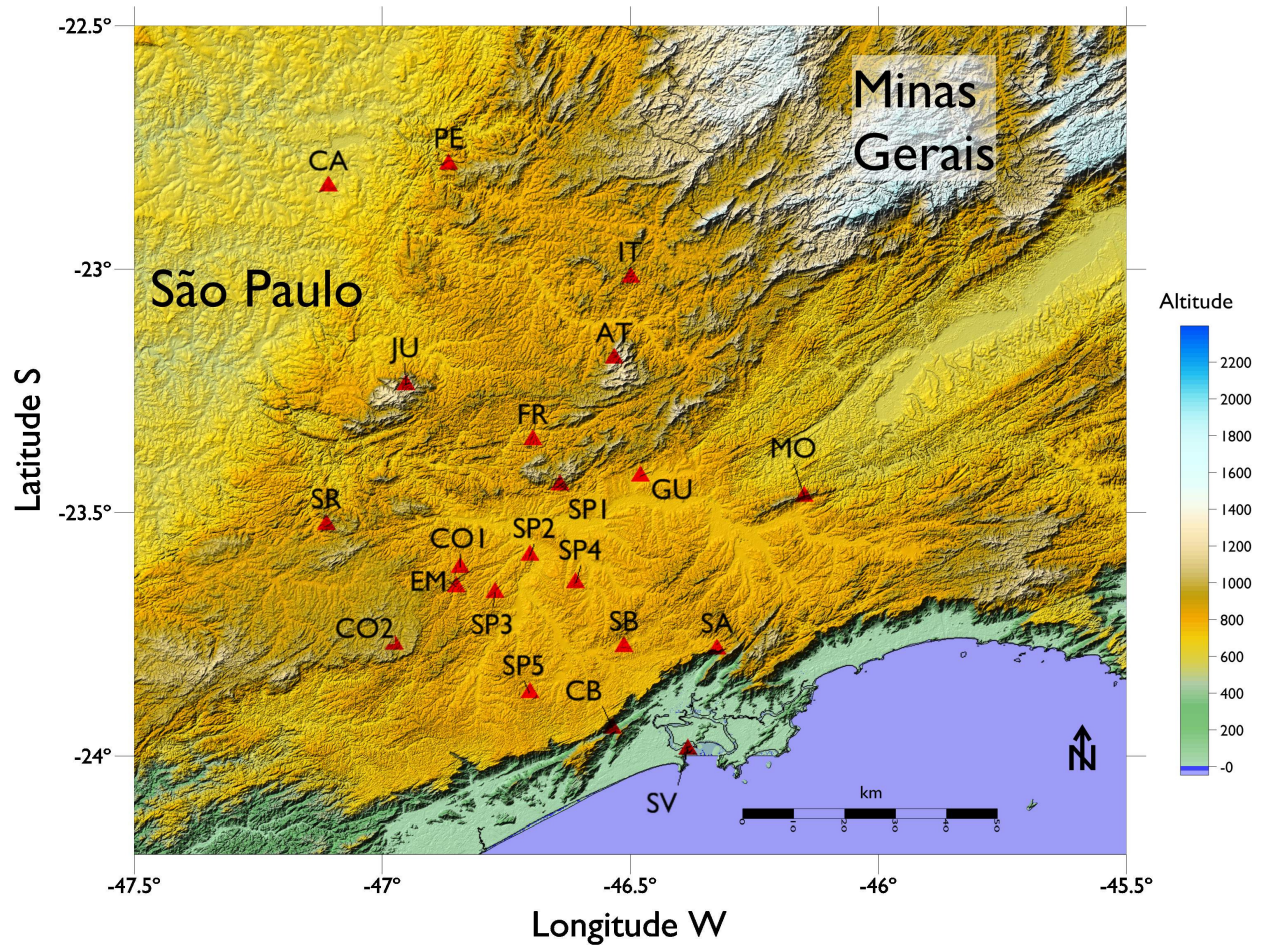 -22.5°
Minas
Gerais
PE
CA
IT
-23°
São Paulo
Altitude
AT
JU
2200
2000
FR
1800
MO
1600
Latitude S
GU
SR
SP1
1400
-23.5°
SP2
CO1
SP4
1200
EM
1000
CO2
SP3
SB
SA
800
SP5
600
CB
400
200
-24°
N
-0
SV
km
0 10 20 30 40 50
-47.5°
-47°
-46.5°
-46°
-45.5°
Longitude W